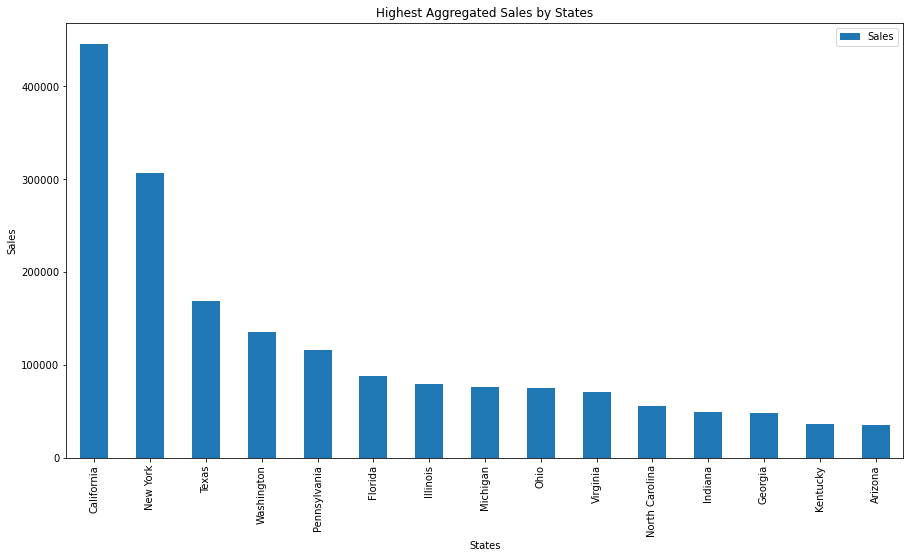 Highest Aggregated Sales by States
Sales
400000
300000
200000
100000
0
Sales
California
New York
Texas
Washington
Pennsylvania
Florida
Illinois
Michigan
Ohio
Virginia
North Carolina
Indiana
Georgia
Kentucky
Arizona
States